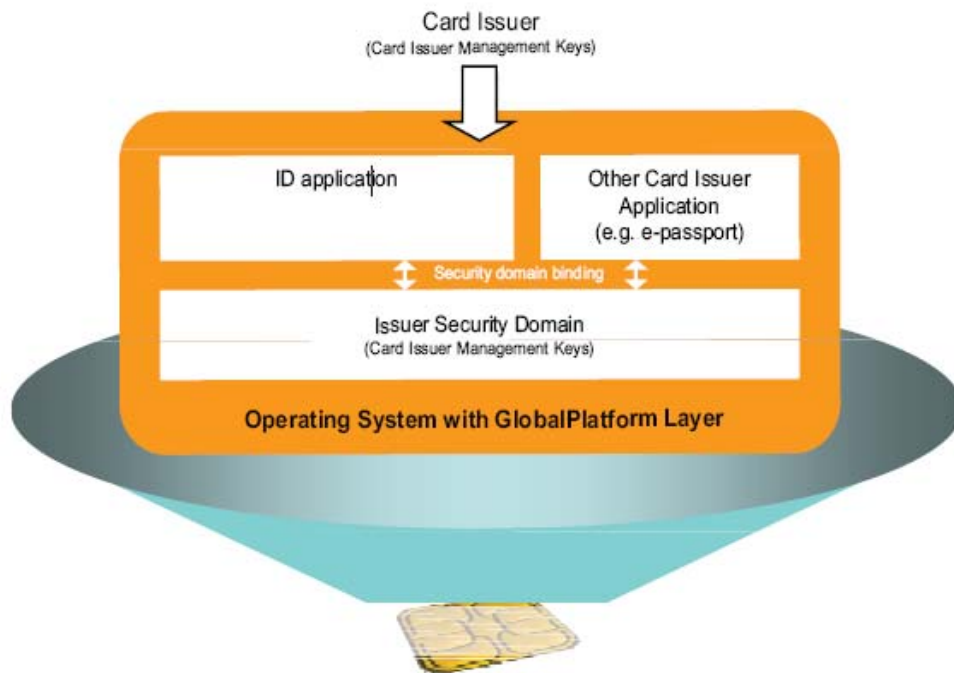 Card Issuer
(Card Issuer Management Keys)
ID application
Other Card Issuer
Application
(e.g. e-passport)
Security domain binding
Issuer Security Domain
(Card Issuer Management Keys)
Operating System with GlobalPlatform Layer